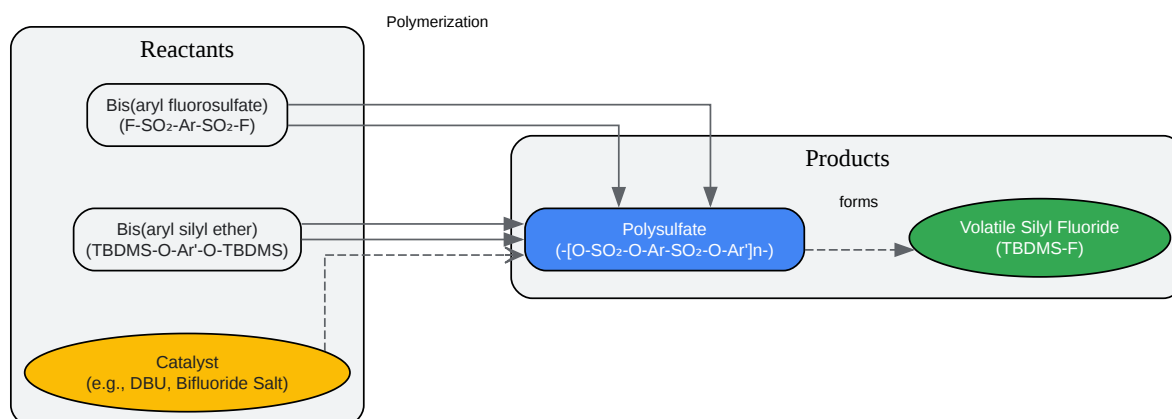 Polymerization
Reactants
Bis(aryl fluorosulfate)
(F-SO₂-Ar-SO₂-F)
Bis(aryl silyl ether)
(TBDMS-O-Ar'-O-TBDMS)
Catalyst
(e.g., DBU, Bifluoride Salt)
Products
Polysulfate
(-[O-SO₂-O-Ar-SO₂-O-Ar']n-)
forms
Volatile Silyl Fluoride
(TBDMS-F)